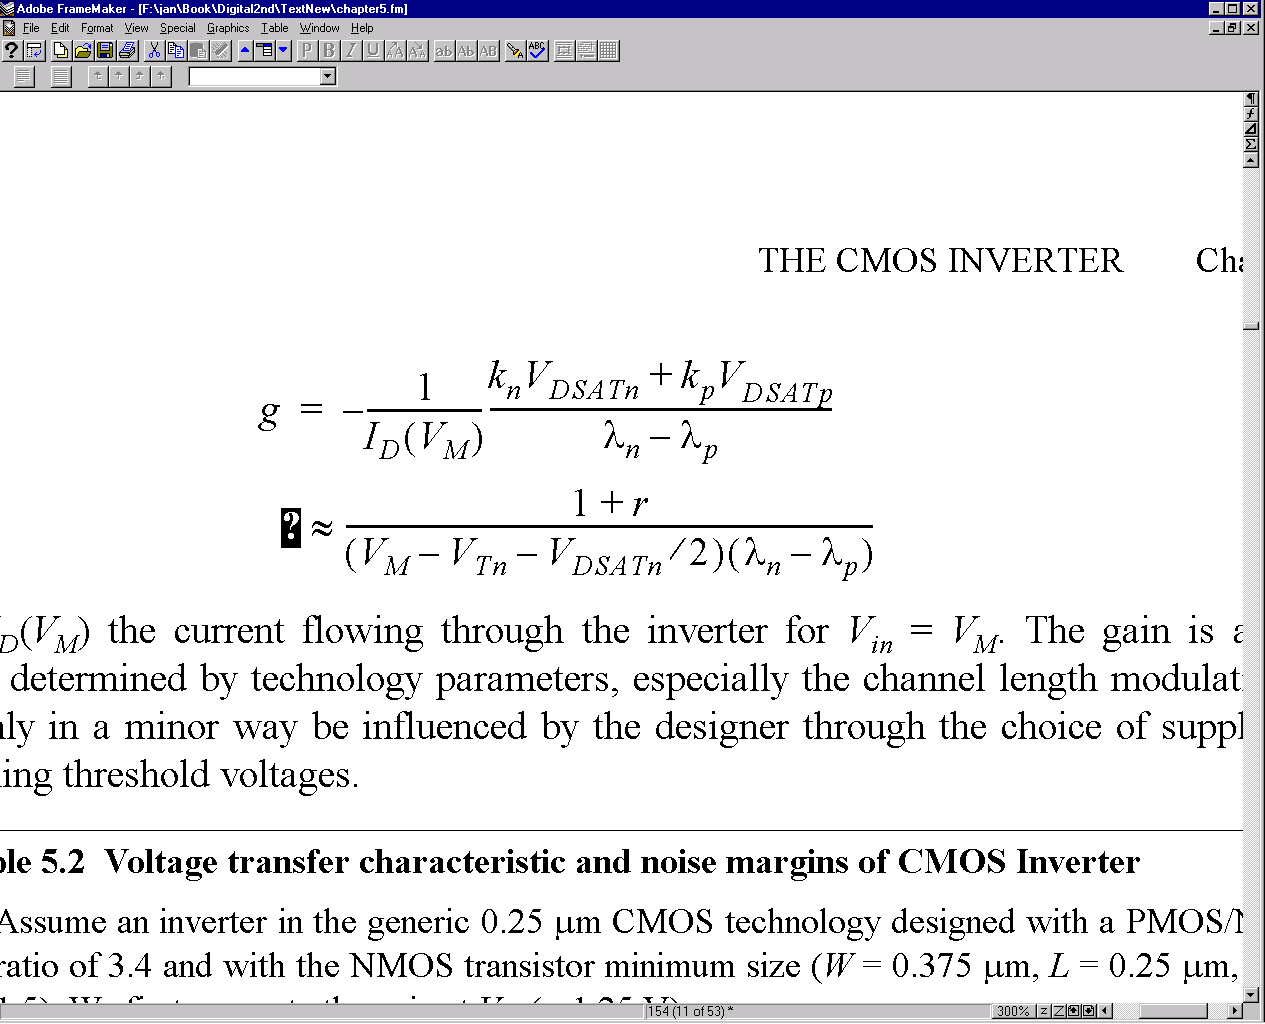 Adobe FrameMaker - [F:\jan\Book\Digital2nd\TextNew\chapter5.fm]
File Edit Format View Special Graphics Table Window Help
THE CMOS INVERTER Cha
g = –1/I_D(V_M) (k_n V_DSATn + k_p V_DSATp)/(λ_n – λ_p)
? ≈ (1 + r)/((V_M – V_Tn – V_DSATn/2)(λ_n – λ_p))
D(V_M) the current flowing through the inverter for V_in = V_M. The gain is a
determined by technology parameters, especially the channel length modulati
nly in a minor way be influenced by the designer through the choice of suppl
ing threshold voltages.
ple 5.2 Voltage transfer characteristic and noise margins of CMOS Inverter
Assume an inverter in the generic 0.25 μm CMOS technology designed with a PMOS/N
ratio of 3.4 and with the NMOS transistor minimum size (W = 0.375 μm, L = 0.25 μm,
154 (11 of 53) * 300%